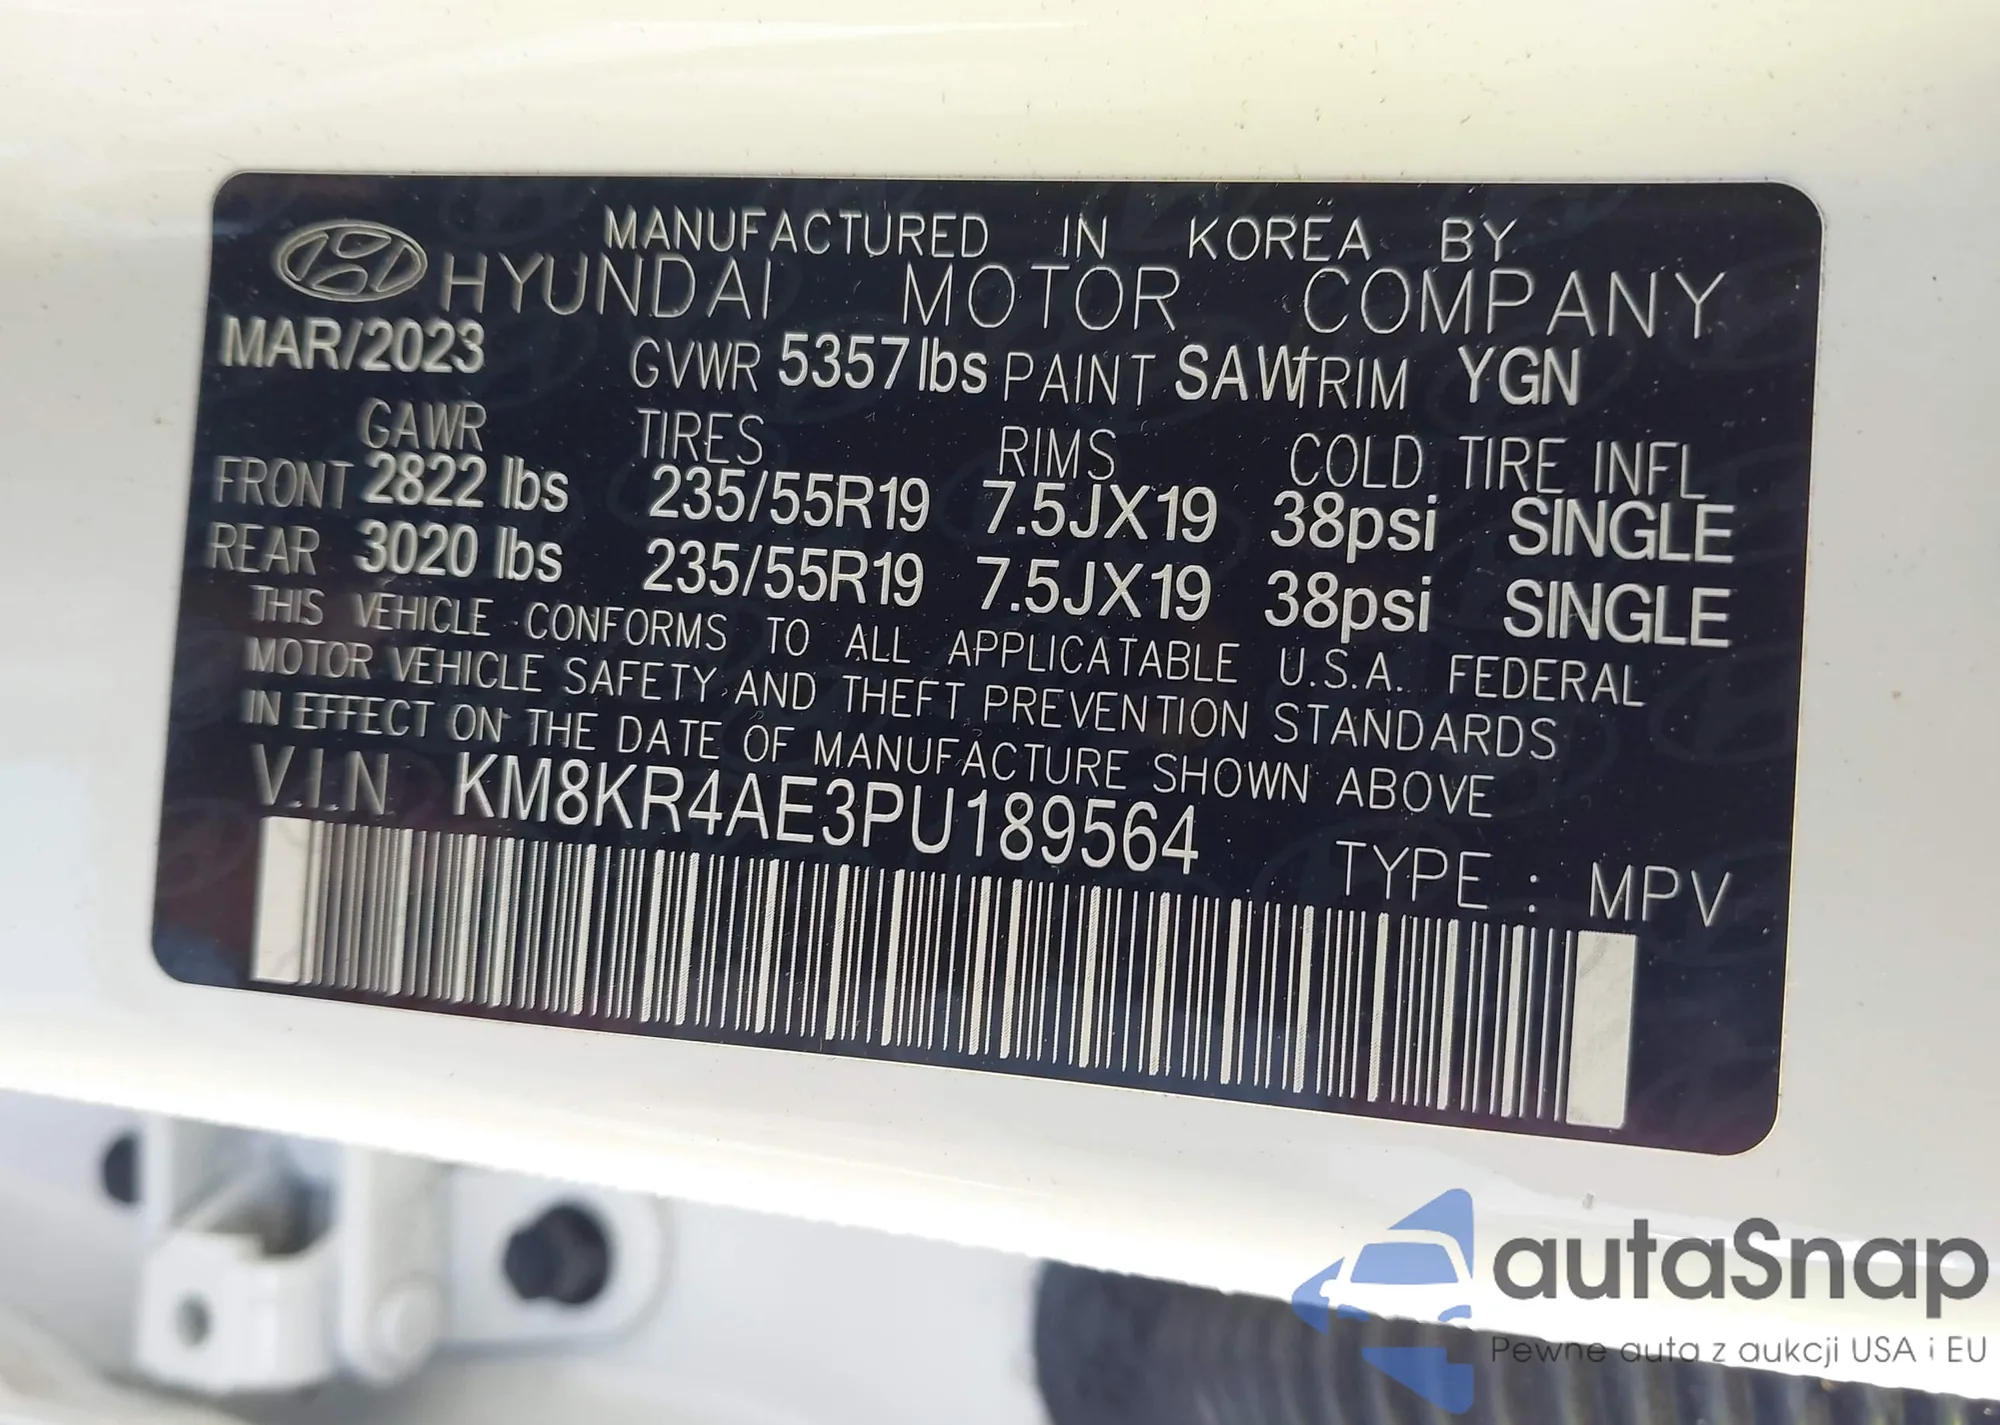 MANUFACTURED IN KOREA BY
HYUNDAI MOTOR COMPANY
MAR/2023 GVWR 5357lbs PAINT SAW TRIM YGN
GAWR TIRES RIMS COLD TIRE INFL
FRONT 2822 lbs 235/55R19 7.5JX19 38psi SINGLE
REAR 3020 lbs 235/55R19 7.5JX19 38psi SINGLE
THIS VEHICLE CONFORMS TO ALL APPLICATABLE U.S.A. FEDERAL
MOTOR VEHICLE SAFETY AND THEFT PREVENTION STANDARDS
IN EFFECT ON THE DATE OF MANUFACTURE SHOWN ABOVE
V.I.N KM8KR4AE3PU189564
TYPE : MPV
autaSnap
Pewne auta z aukcji USA i EU